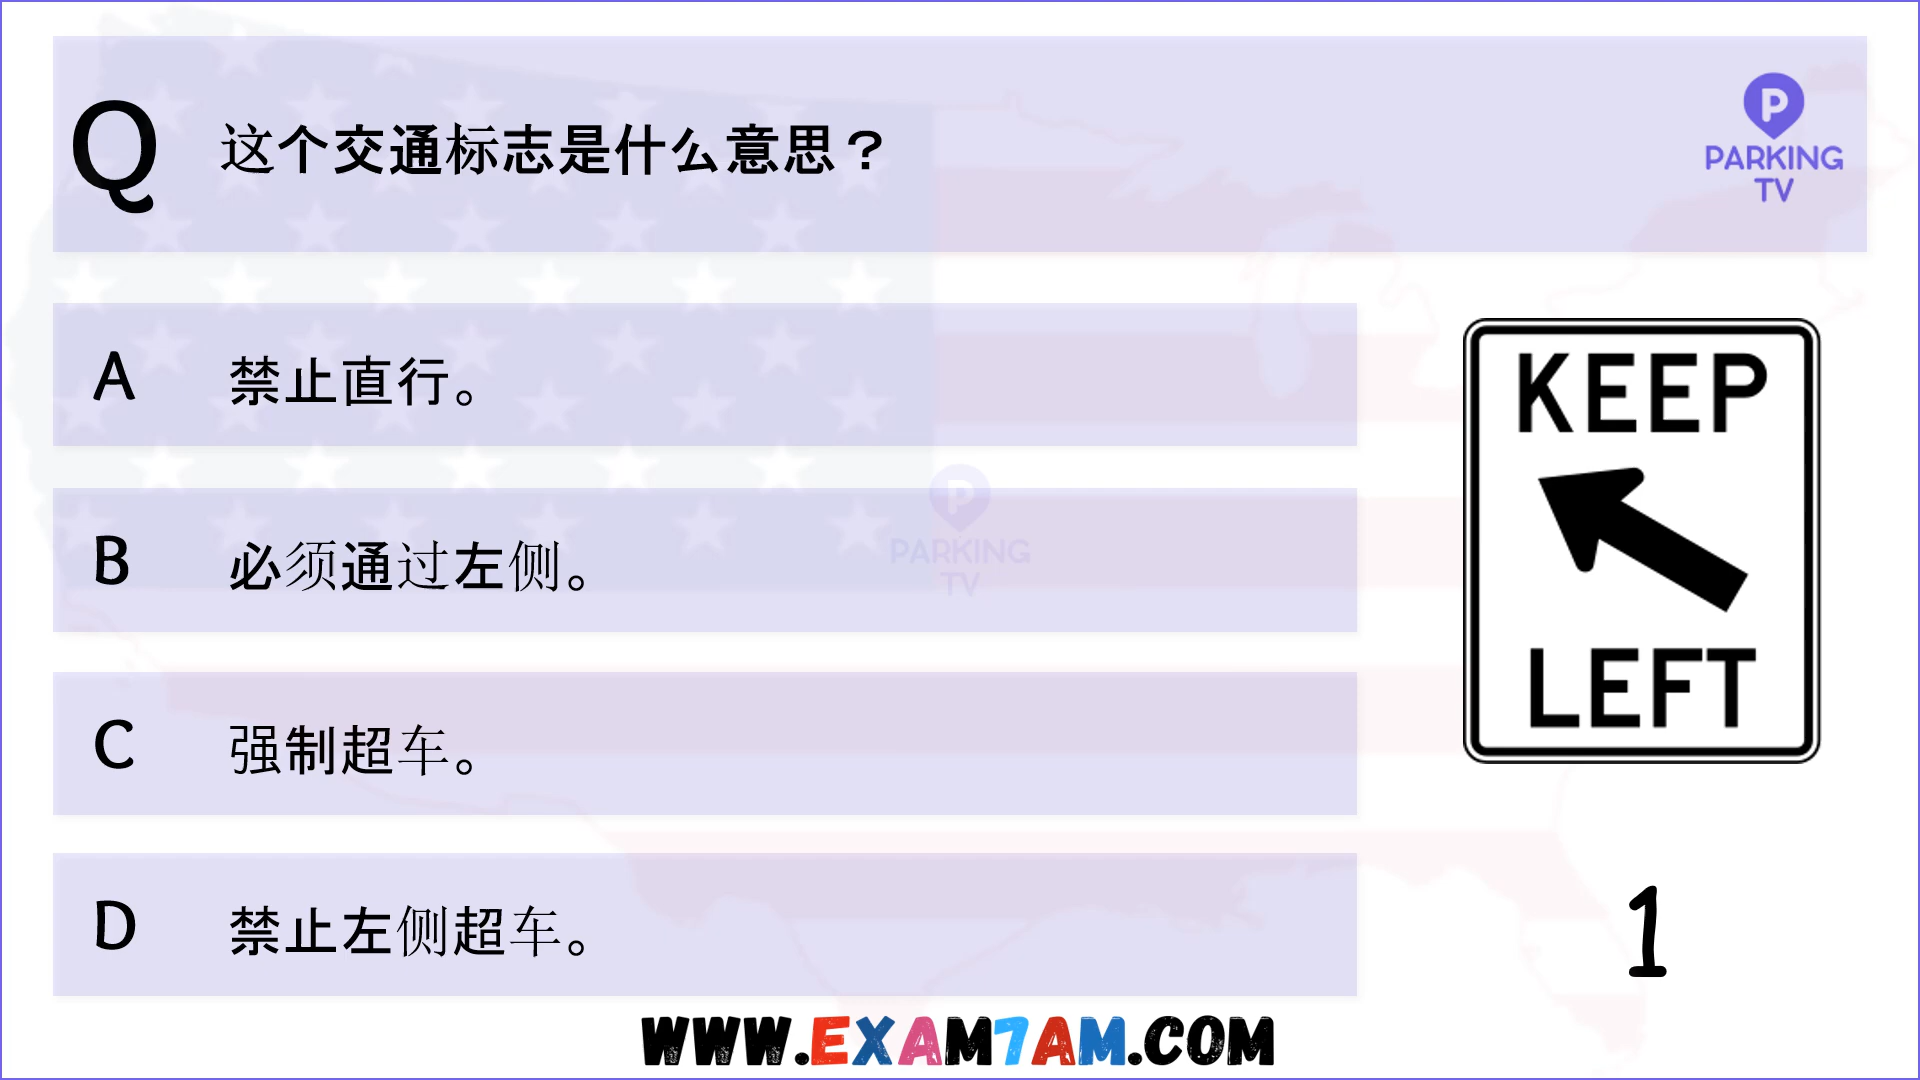 Q 这个交通标志是什么意思？
PARKING
TV
A 禁止直行。
B 必须通过左侧。
C 强制超车。
D 禁止左侧超车。
KEEP
LEFT
PARKING
TV
1
WWW.EXAM7AM.COM